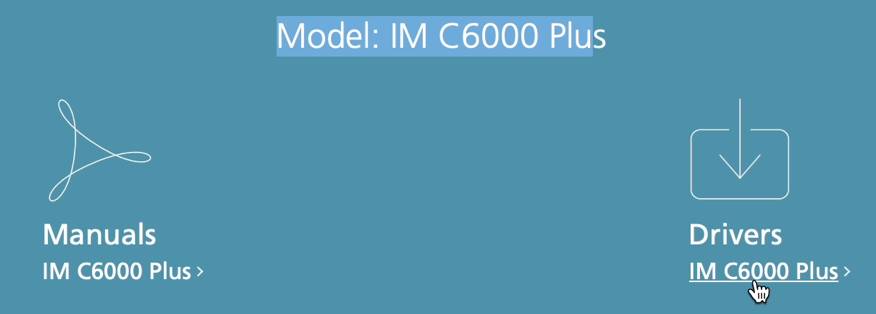 Model: IM C6000 Plus
Manuals
IM C6000 Plus ›
Drivers
IM C6000 Plus ›